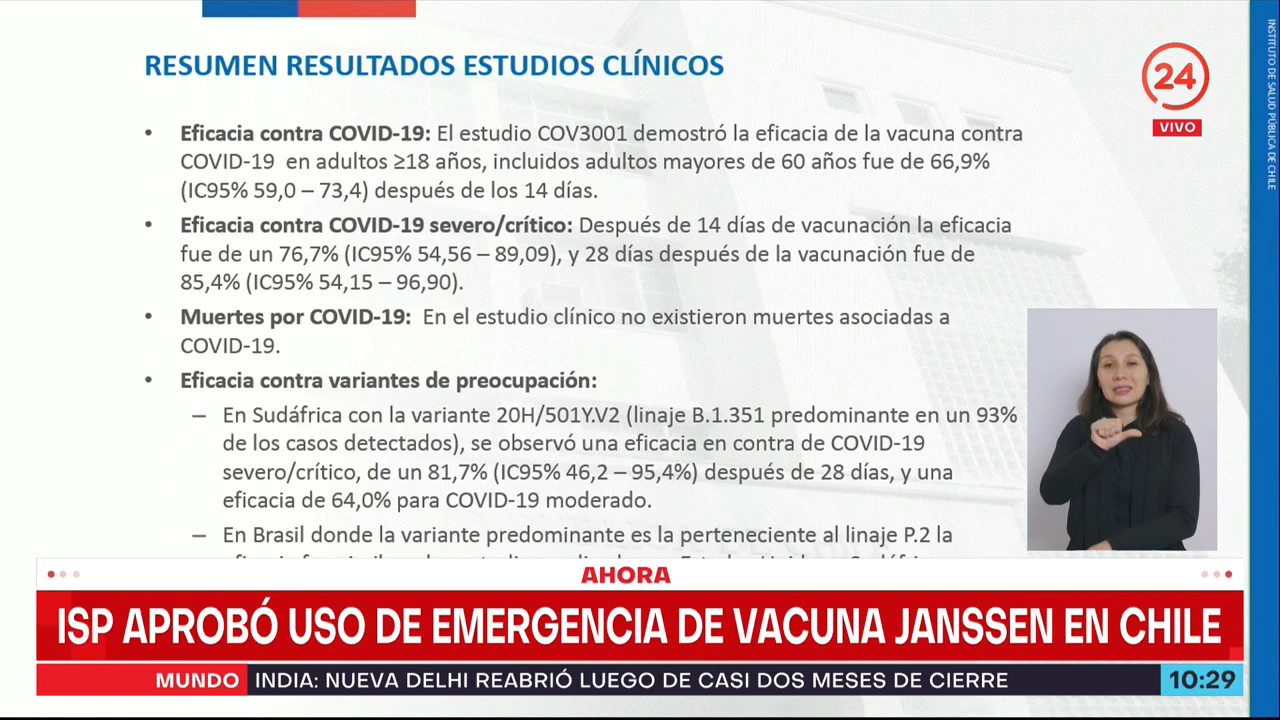 RESUMEN RESULTADOS ESTUDIOS CLÍNICOS
24
VIVO
INSTITUTO DE SALUD PÚBLICA DE CHILE
• Eficacia contra COVID-19: El estudio COV3001 demostró la eficacia de la vacuna contra
COVID-19 en adultos ≥18 años, incluidos adultos mayores de 60 años fue de 66,9%
(IC95% 59,0 – 73,4) después de los 14 días.
• Eficacia contra COVID-19 severo/crítico: Después de 14 días de vacunación la eficacia
fue de un 76,7% (IC95% 54,56 – 89,09), y 28 días después de la vacunación fue de
85,4% (IC95% 54,15 – 96,90).
• Muertes por COVID-19: En el estudio clínico no existieron muertes asociadas a
COVID-19.
• Eficacia contra variantes de preocupación:
– En Sudáfrica con la variante 20H/501Y.V2 (linaje B.1.351 predominante en un 93%
de los casos detectados), se observó una eficacia en contra de COVID-19
severo/crítico, de un 81,7% (IC95% 46,2 – 95,4%) después de 28 días, y una
eficacia de 64,0% para COVID-19 moderado.
– En Brasil donde la variante predominante es la perteneciente al linaje P.2 la
AHORA
ISP APROBÓ USO DE EMERGENCIA DE VACUNA JANSSEN EN CHILE
MUNDO INDIA: NUEVA DELHI REABRIÓ LUEGO DE CASI DOS MESES DE CIERRE 10:29